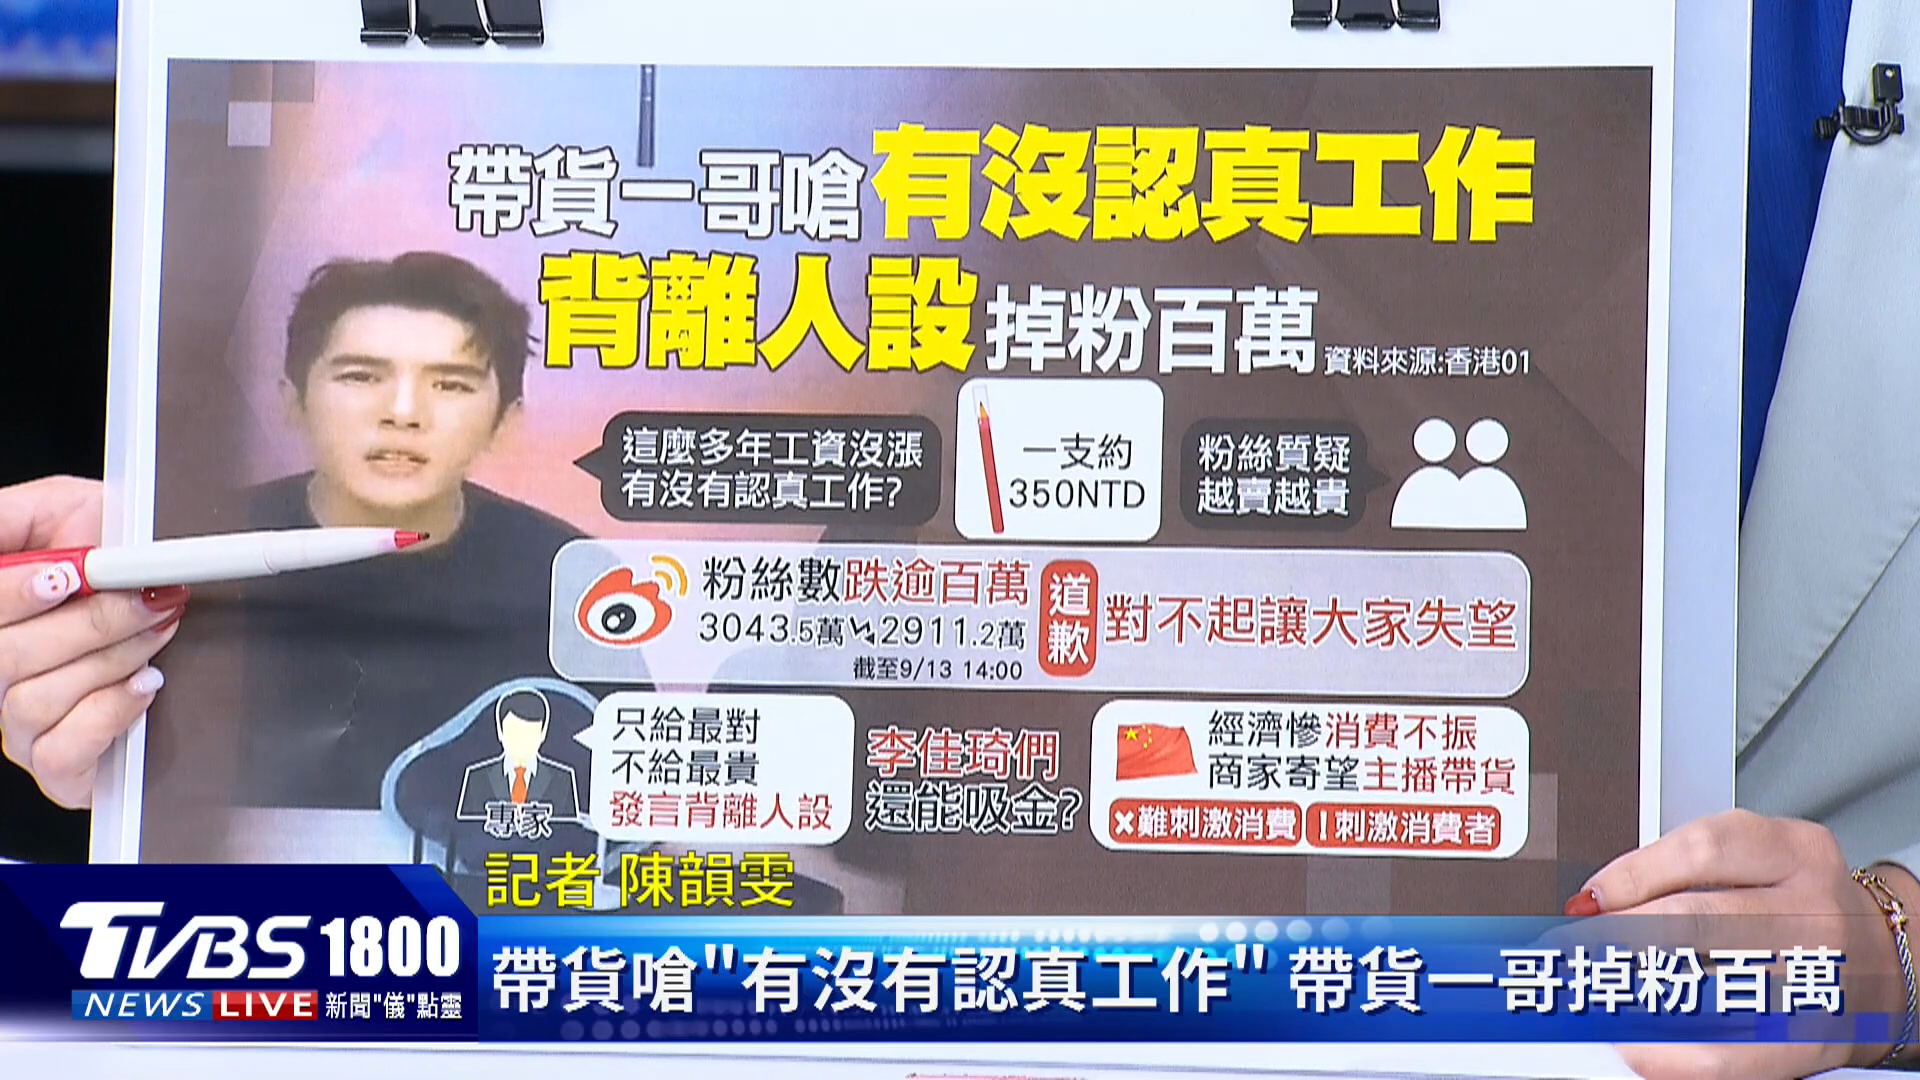 帶貨一哥嗆有沒認真工作
背離人設掉粉百萬 資料來源:香港01
這麼多年工資沒漲
有沒有認真工作?
一支約
350NTD
粉絲質疑
越賣越貴
粉絲數跌逾百萬
3043.5萬 2911.2萬
截至9/13 14:00
道歉
對不起讓大家失望
專家
只給最對
不給最貴
發言背離人設
李佳琦們
還能吸金?
經濟慘消費不振
商家寄望主播帶貨
×難刺激消費 !刺激消費者
記者 陳韻雯
TVBS 1800
NEWS LIVE 新聞"儀"點靈
帶貨嗆"有沒有認真工作" 帶貨一哥掉粉百萬